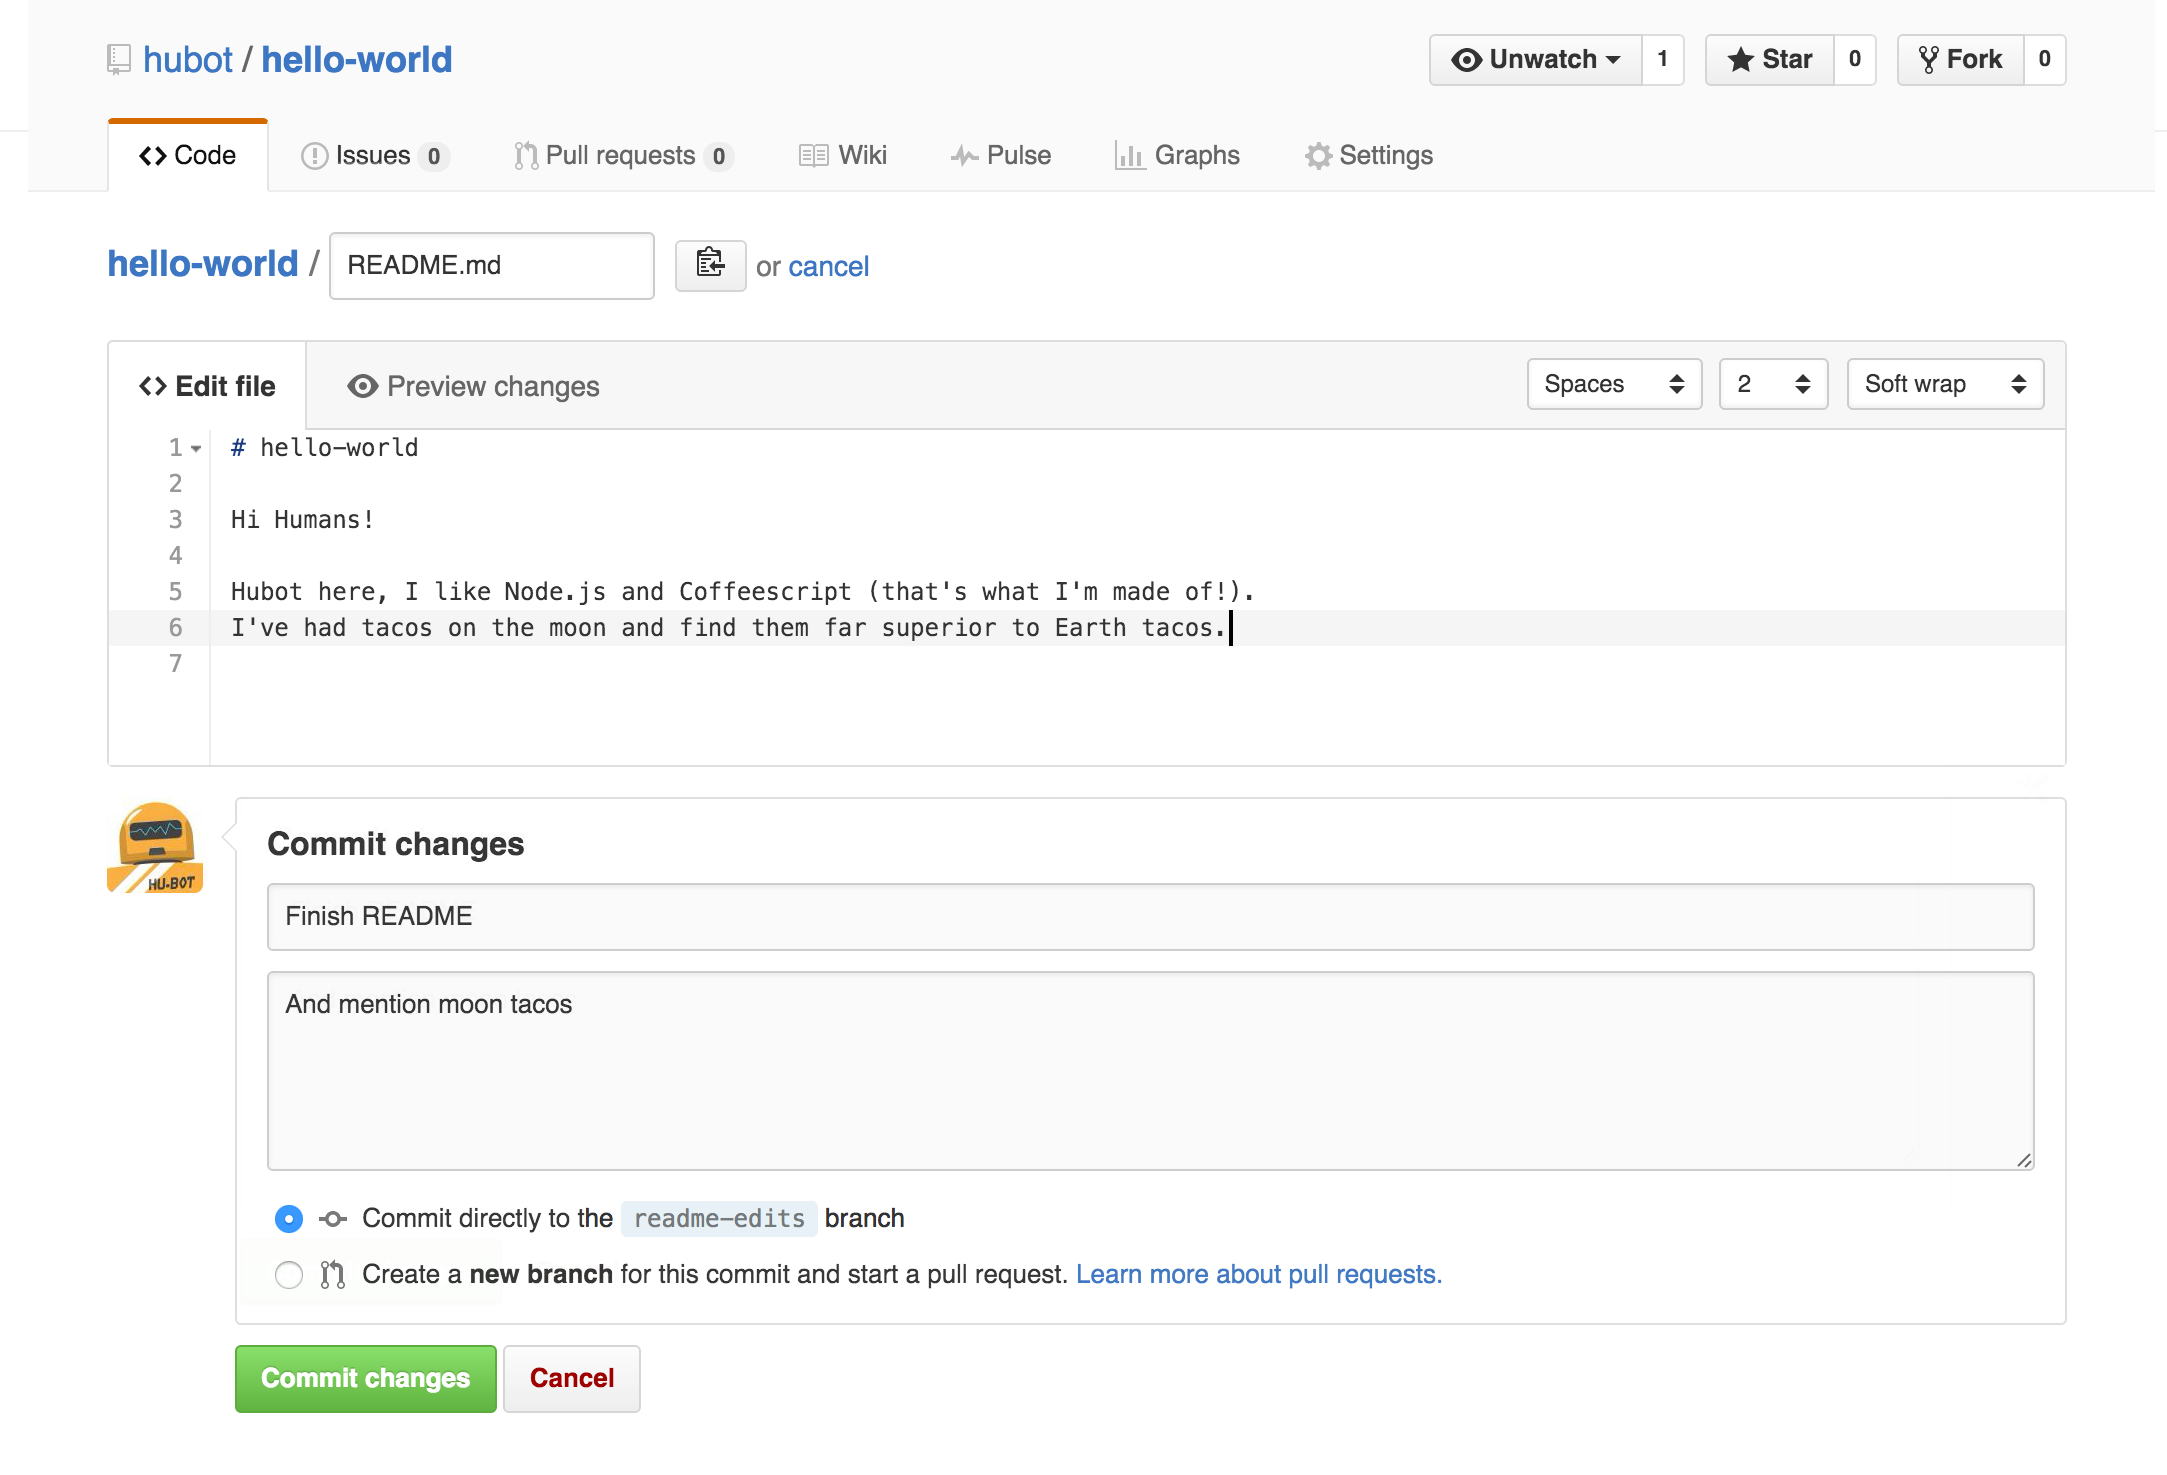 hubot / hello-world
Unwatch 1 Star 0 Fork 0
Code Issues 0 Pull requests 0 Wiki Pulse Graphs Settings
hello-world / README.md or cancel
Edit file Preview changes Spaces 2 Soft wrap
1 # hello-world
2
3 Hi Humans!
4
5 Hubot here, I like Node.js and Coffeescript (that's what I'm made of!).
6 I've had tacos on the moon and find them far superior to Earth tacos.
7
HU-BOT
Commit changes
Finish README
And mention moon tacos
Commit directly to the readme-edits branch
Create a new branch for this commit and start a pull request. Learn more about pull requests.
Commit changes Cancel